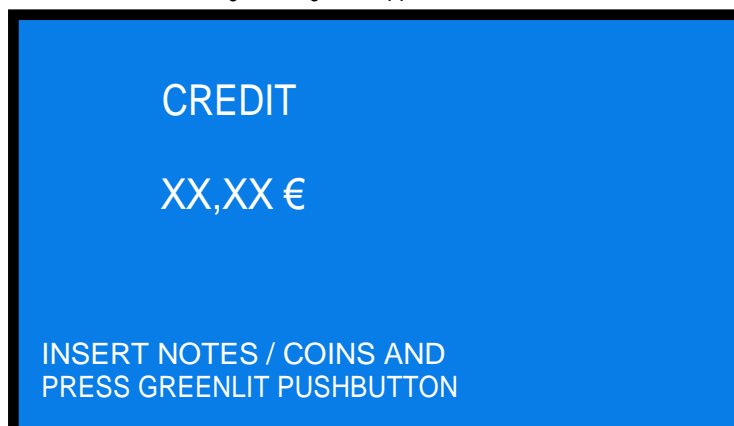 CREDIT
XX,XX €
INSERT NOTES / COINS AND
PRESS GREENLIT PUSHBUTTON